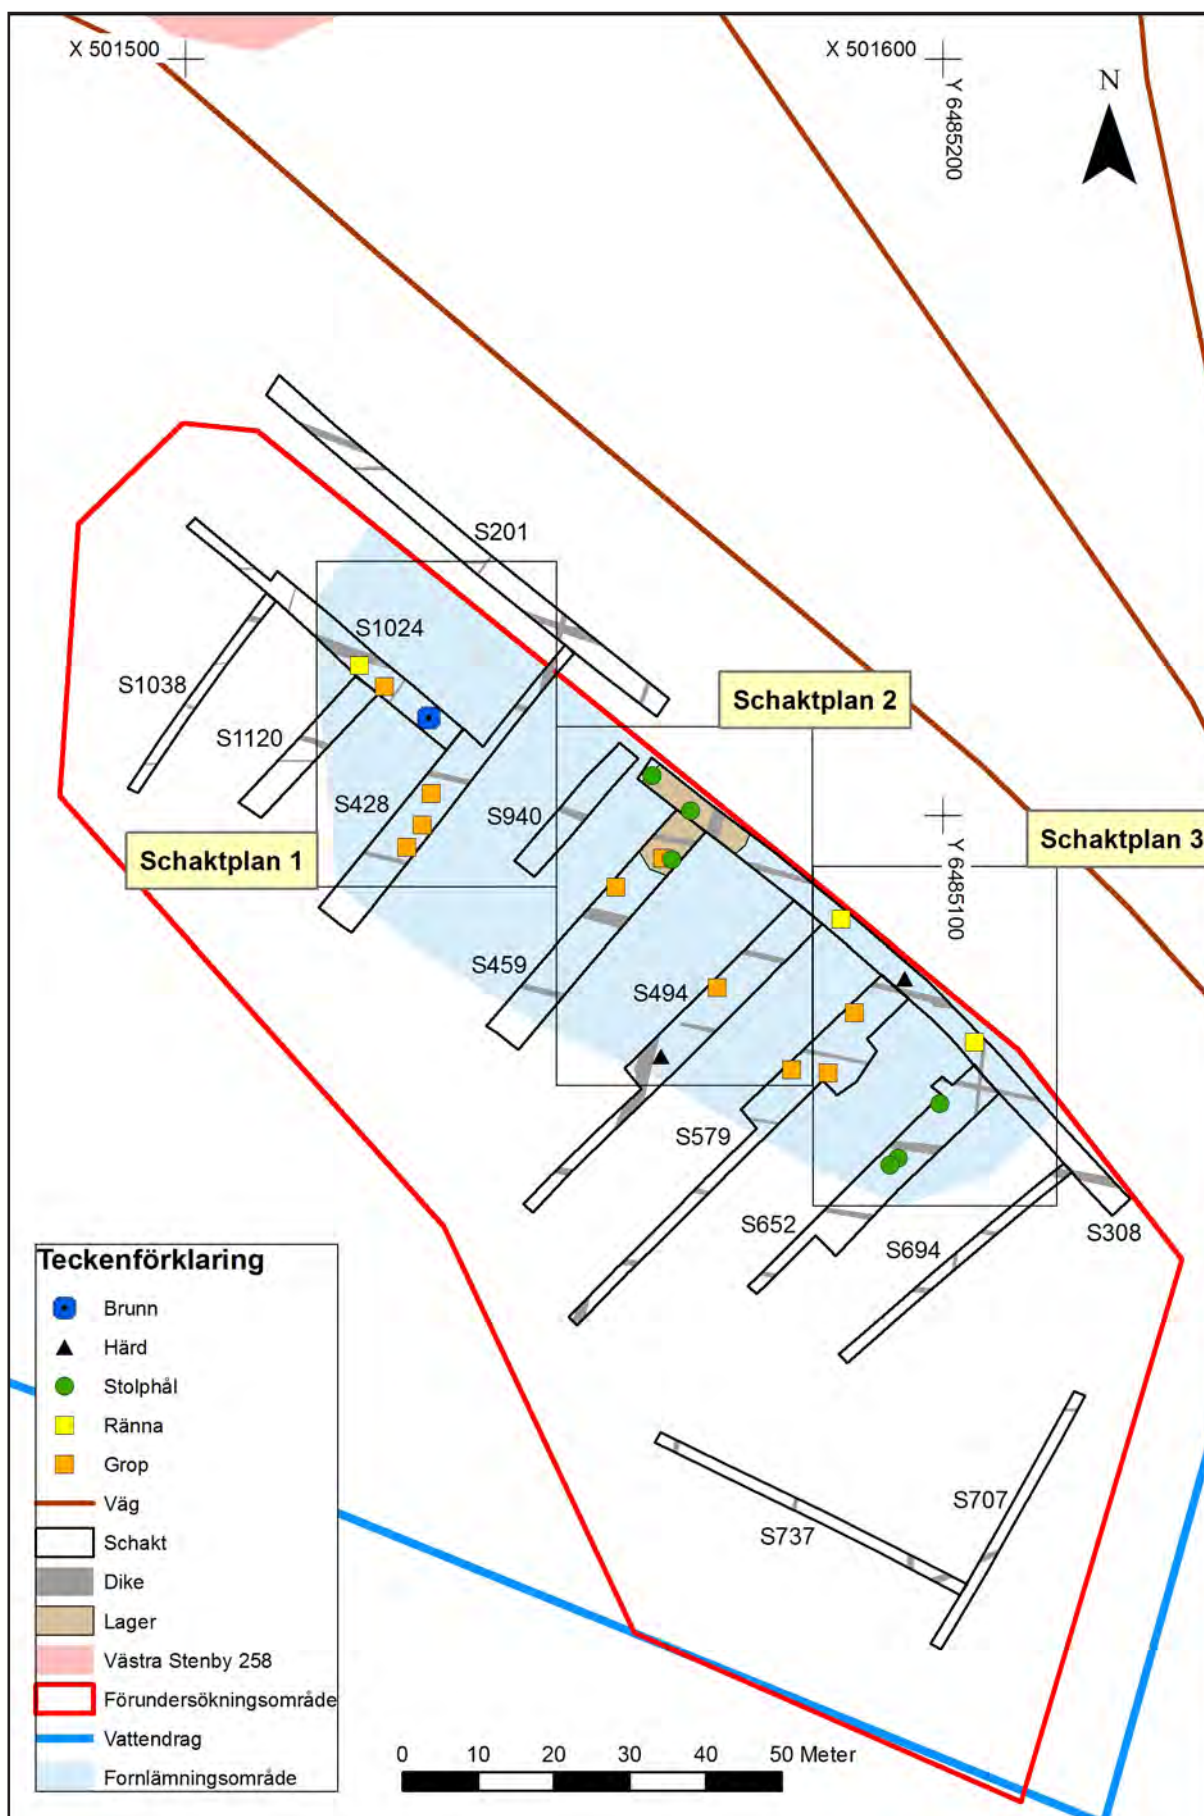 X 501500
X 501600
Y 6485200
N
S201
S1024
S1038
S1120
S428
S940
Schaktplan 2
Schaktplan 3
Schaktplan 1
Y 6485100
S459
S494
S579
S652
S694
S308
S707
S737
Teckenförklaring
Brunn
Härd
Stolphål
Ränna
Grop
Väg
Schakt
Dike
Lager
Västra Stenby 258
Förundersökningsområde
Vattendrag
Fornlämningsområde
0 10 20 30 40 50 Meter